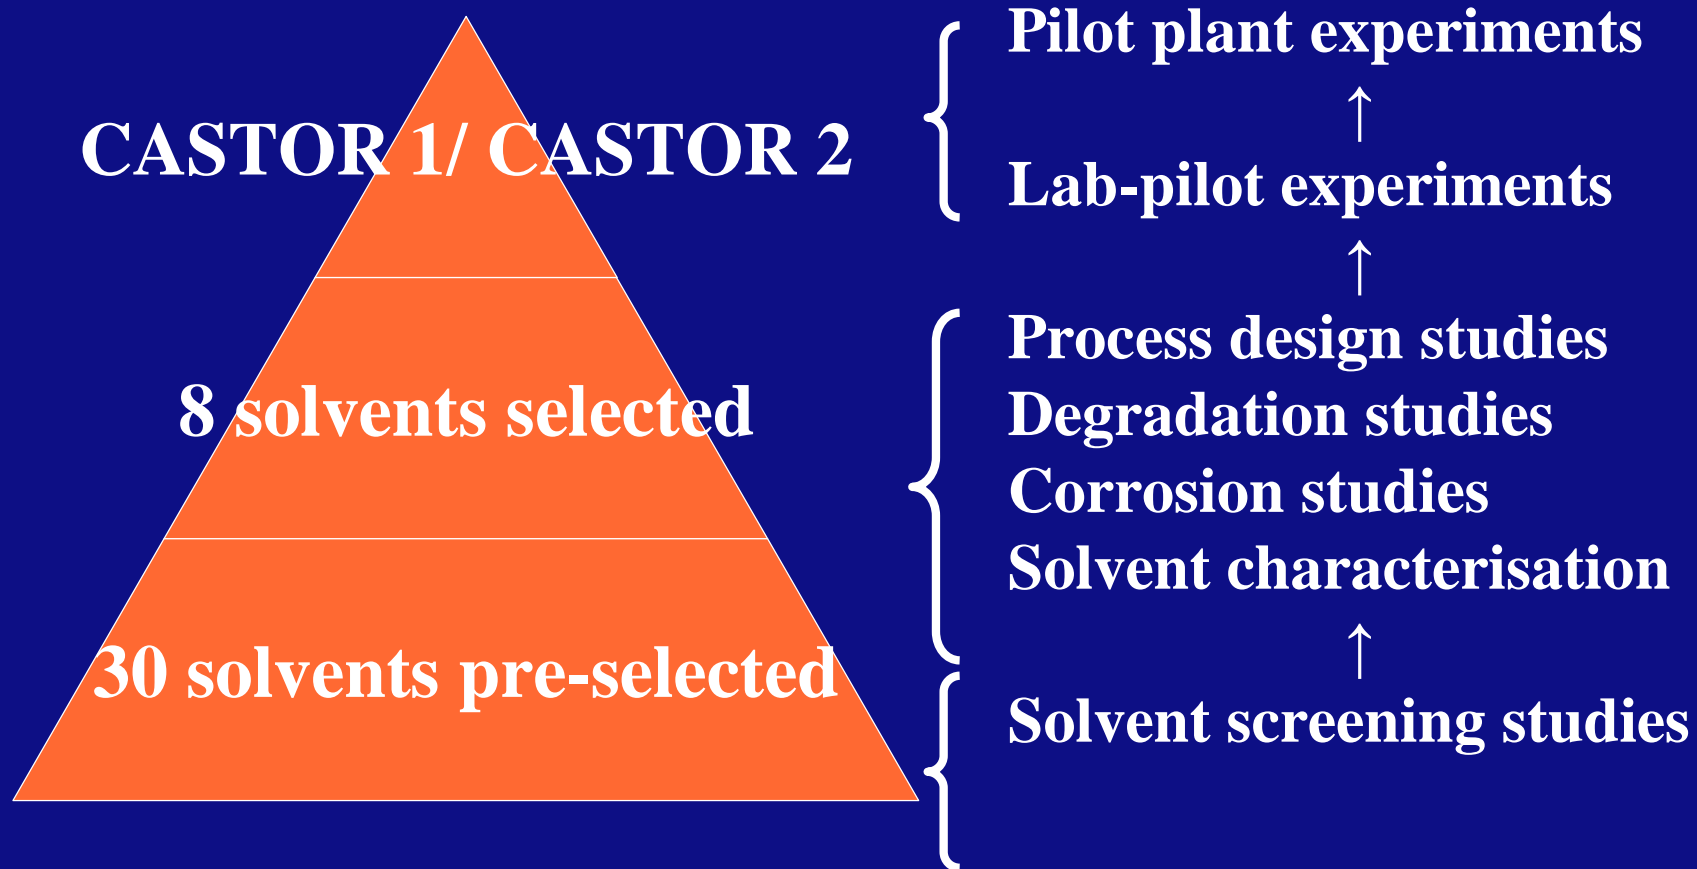 CASTOR 1/ CASTOR 2
8 solvents selected
30 solvents pre-selected
Pilot plant experiments
↑
Lab-pilot experiments
↑
Process design studies
Degradation studies
Corrosion studies
Solvent characterisation
↑
Solvent screening studies